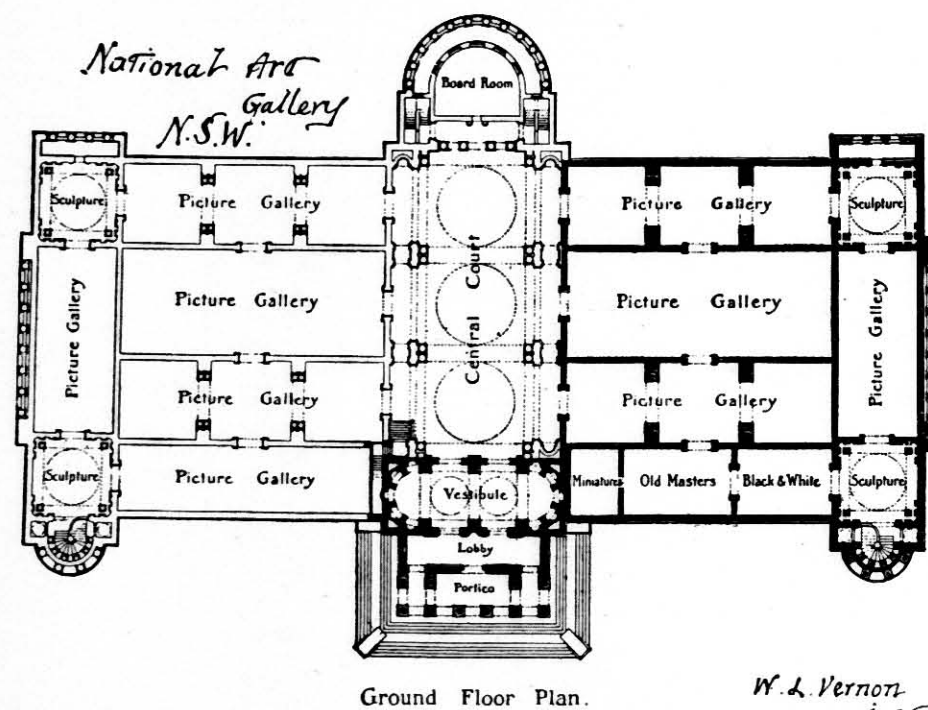 National Art
Gallery
N.S.W.
Board Room
Sculpture
Picture Gallery
Picture Gallery
Sculpture
Central Court
Picture Gallery
Picture Gallery
Picture Gallery
Picture Gallery
Picture Gallery
Picture Gallery
Sculpture
Picture Gallery
Vestibule
Miniatures
Old Masters
Black & White
Sculpture
Lobby
Portico
Ground Floor Plan.
W. L. Vernon